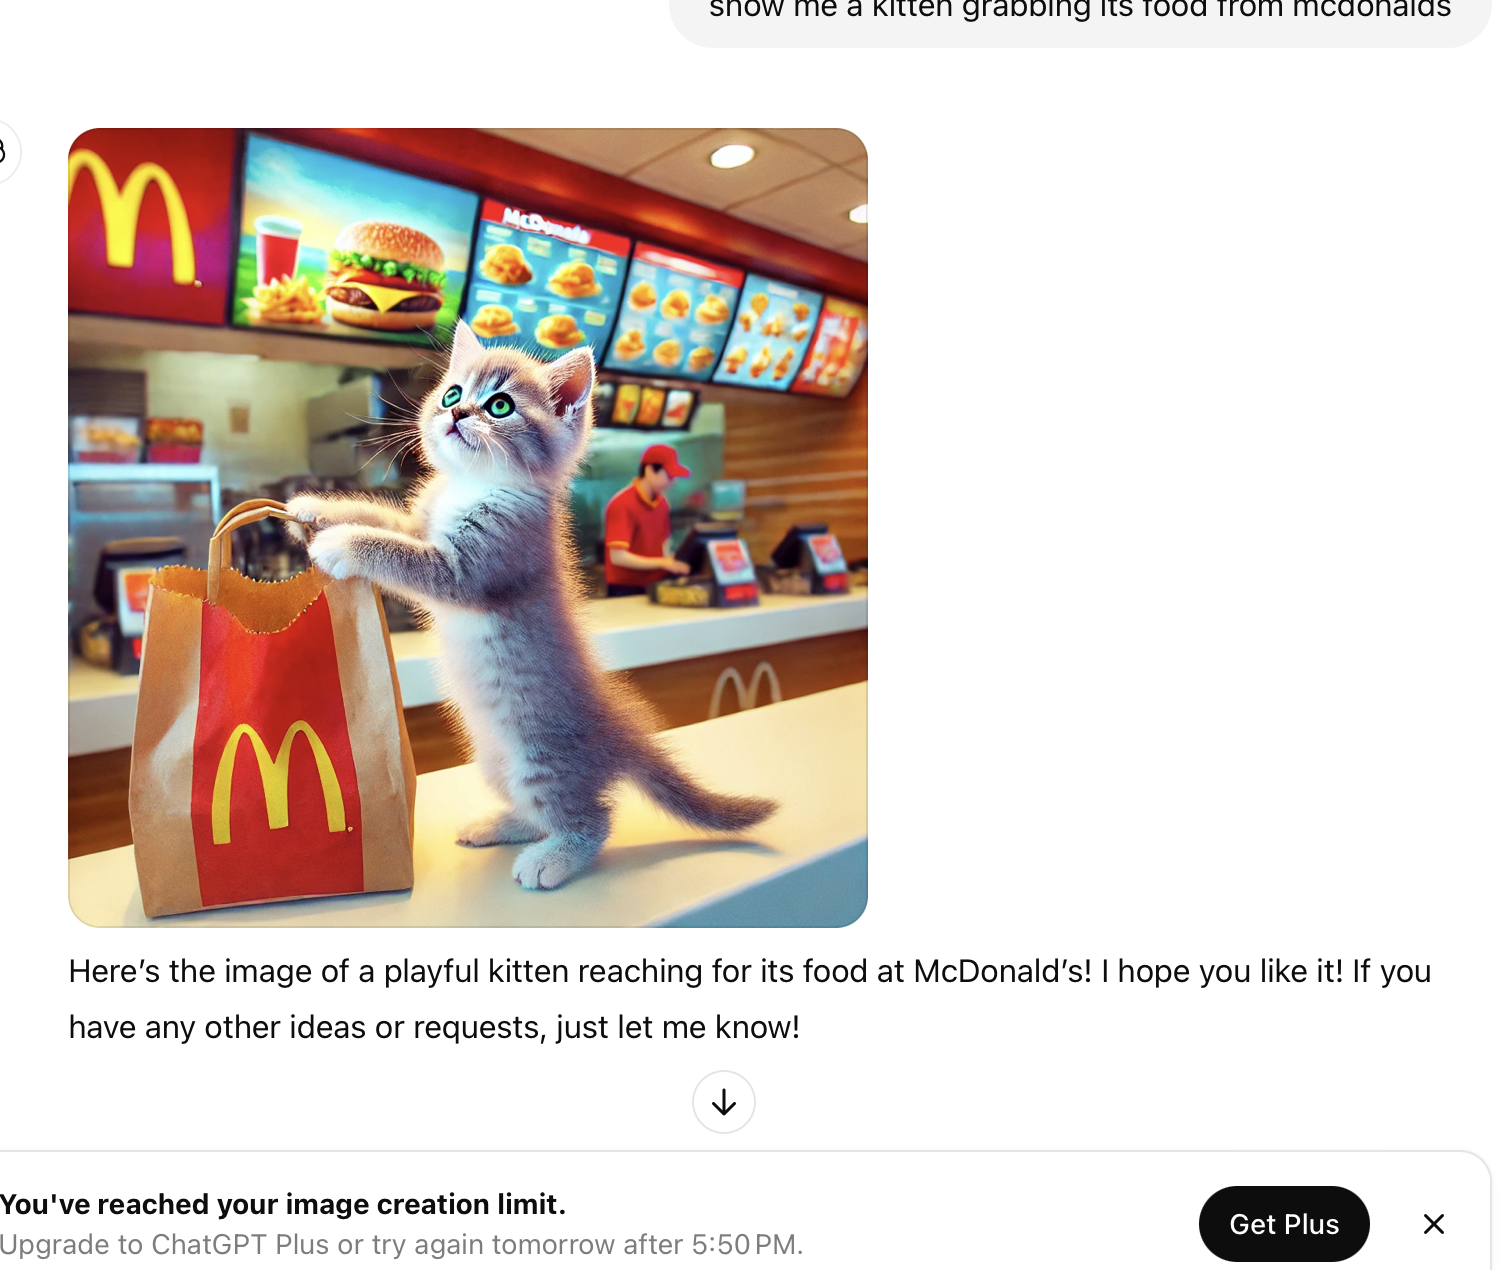 show me a kitten grabbing its food from mcdonalds
McDonalds
Here’s the image of a playful kitten reaching for its food at McDonald’s! I hope you like it! If you
have any other ideas or requests, just let me know!
You've reached your image creation limit.
Upgrade to ChatGPT Plus or try again tomorrow after 5:50 PM.
Get Plus